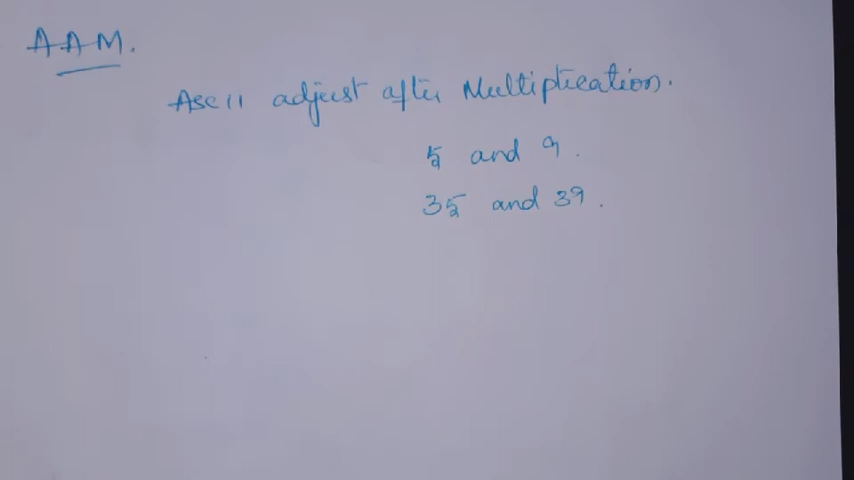 AAM.
Ascii adjust after Multiplication.
5 and 9.
35 and 39.